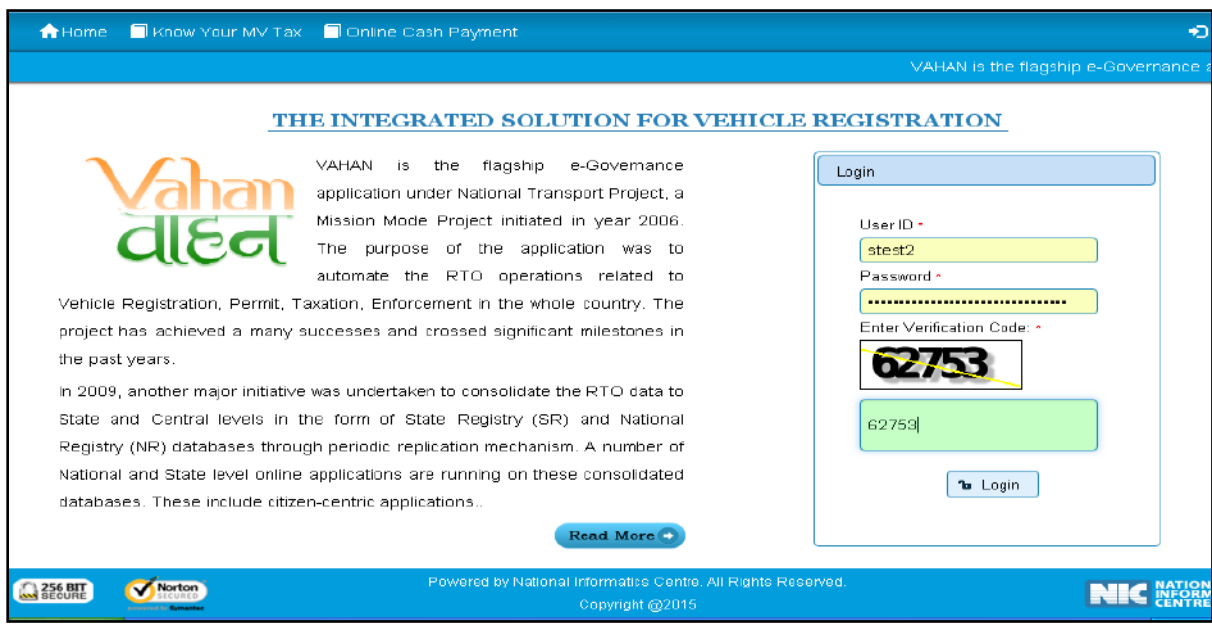 Home Know Your MV Tax Online Cash Payment
VAHAN is the flagship e-Governance
THE INTEGRATED SOLUTION FOR VEHICLE REGISTRATION
Vahan
वाहन
VAHAN is the flagship e-Governance
application under National Transport Project, a
Mission Mode Project initiated in year 2006.
The purpose of the application was to
automate the RTO operations related to
Vehicle Registration, Permit, Taxation, Enforcement in the whole country. The
project has achieved a many successes and crossed significant milestones in
the past years.
In 2009, another major initiative was undertaken to consolidate the RTO data to
State and Central levels in the form of State Registry (SR) and National
Registry (NR) databases through periodic replication mechanism. A number of
National and State level online applications are running on these consolidated
databases. These include citizen-centric applications..
Read More
Login
User ID *
stest2
Password *
Enter Verification Code: *
62753
62753
Login
256 BIT
SECURE
Norton
SECURED
powered by Symantec
Powered by National Informatics Centre. All Rights Reserved.
Copyright @2015
NIC
NATION
INFORM
CENTRE